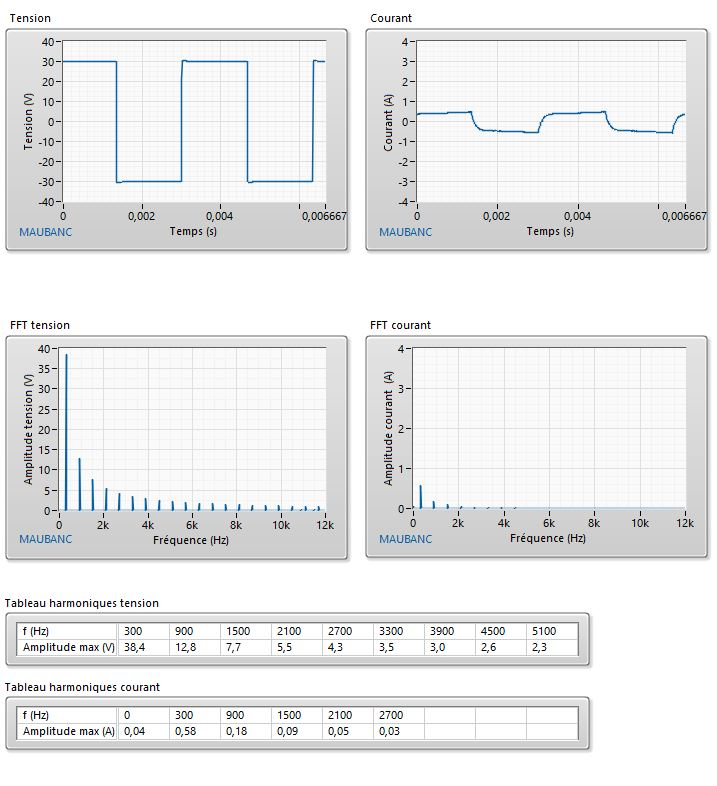 Tension
Courant
40
30
20
10
0
-10
-20
-30
-40
Tension (V)
0
0,002
0,004
0,006667
Temps (s)
MAUBANC
4
3
2
1
0
-1
-2
-3
-4
Courant (A)
0
0,002
0,004
0,006667
Temps (s)
MAUBANC
FFT tension
FFT courant
40
35
30
25
20
15
10
5
0
Amplitude tension (V)
0
2k
4k
6k
8k
10k
12k
Fréquence (Hz)
MAUBANC
4
3
2
1
0
Amplitude courant (A)
0
2k
4k
6k
8k
10k
12k
Fréquence (Hz)
MAUBANC
Tableau harmoniques tension
f (Hz) 300 900 1500 2100 2700 3300 3900 4500 5100
Amplitude max (V) 38,4 12,8 7,7 5,5 4,3 3,5 3,0 2,6 2,3
Tableau harmoniques courant
f (Hz) 0 300 900 1500 2100 2700
Amplitude max (A) 0,04 0,58 0,18 0,09 0,05 0,03